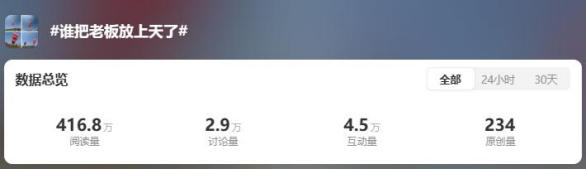 #谁把老板放上天了#
数据总览 全部 24小时 30天
416.8万 2.9万 4.5万 234
阅读量 讨论量 互动量 原创量